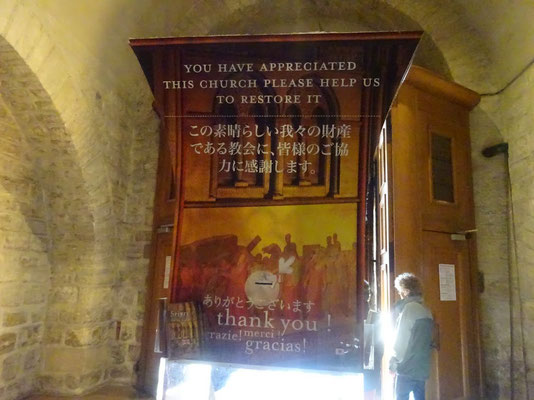 YOU HAVE APPRECIATED
THIS CHURCH PLEASE HELP US
TO RESTORE IT
この素晴らしい我々の財産
である教会に、皆様のご協
力に感謝します。
ありがとうございます
thank you !
grazie! merci !
gracias!